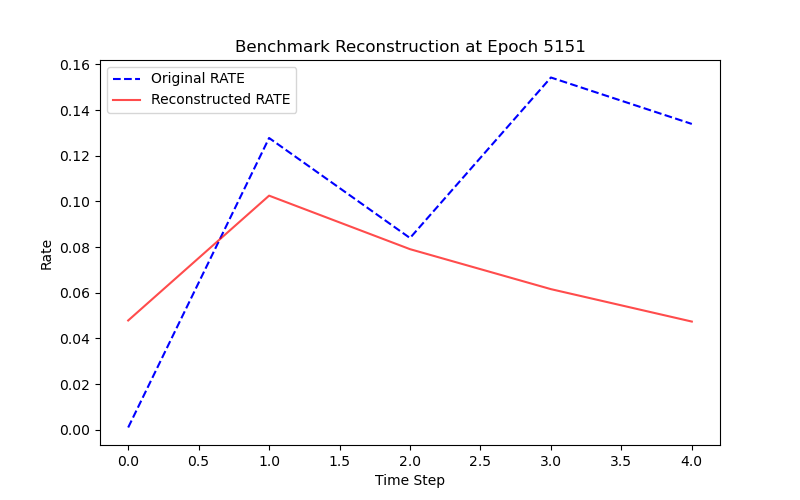 Benchmark Reconstruction at Epoch 5151
Original RATE
Reconstructed RATE
Rate
0.16
0.14
0.12
0.10
0.08
0.06
0.04
0.02
0.00
0.0 0.5 1.0 1.5 2.0 2.5 3.0 3.5 4.0
Time Step